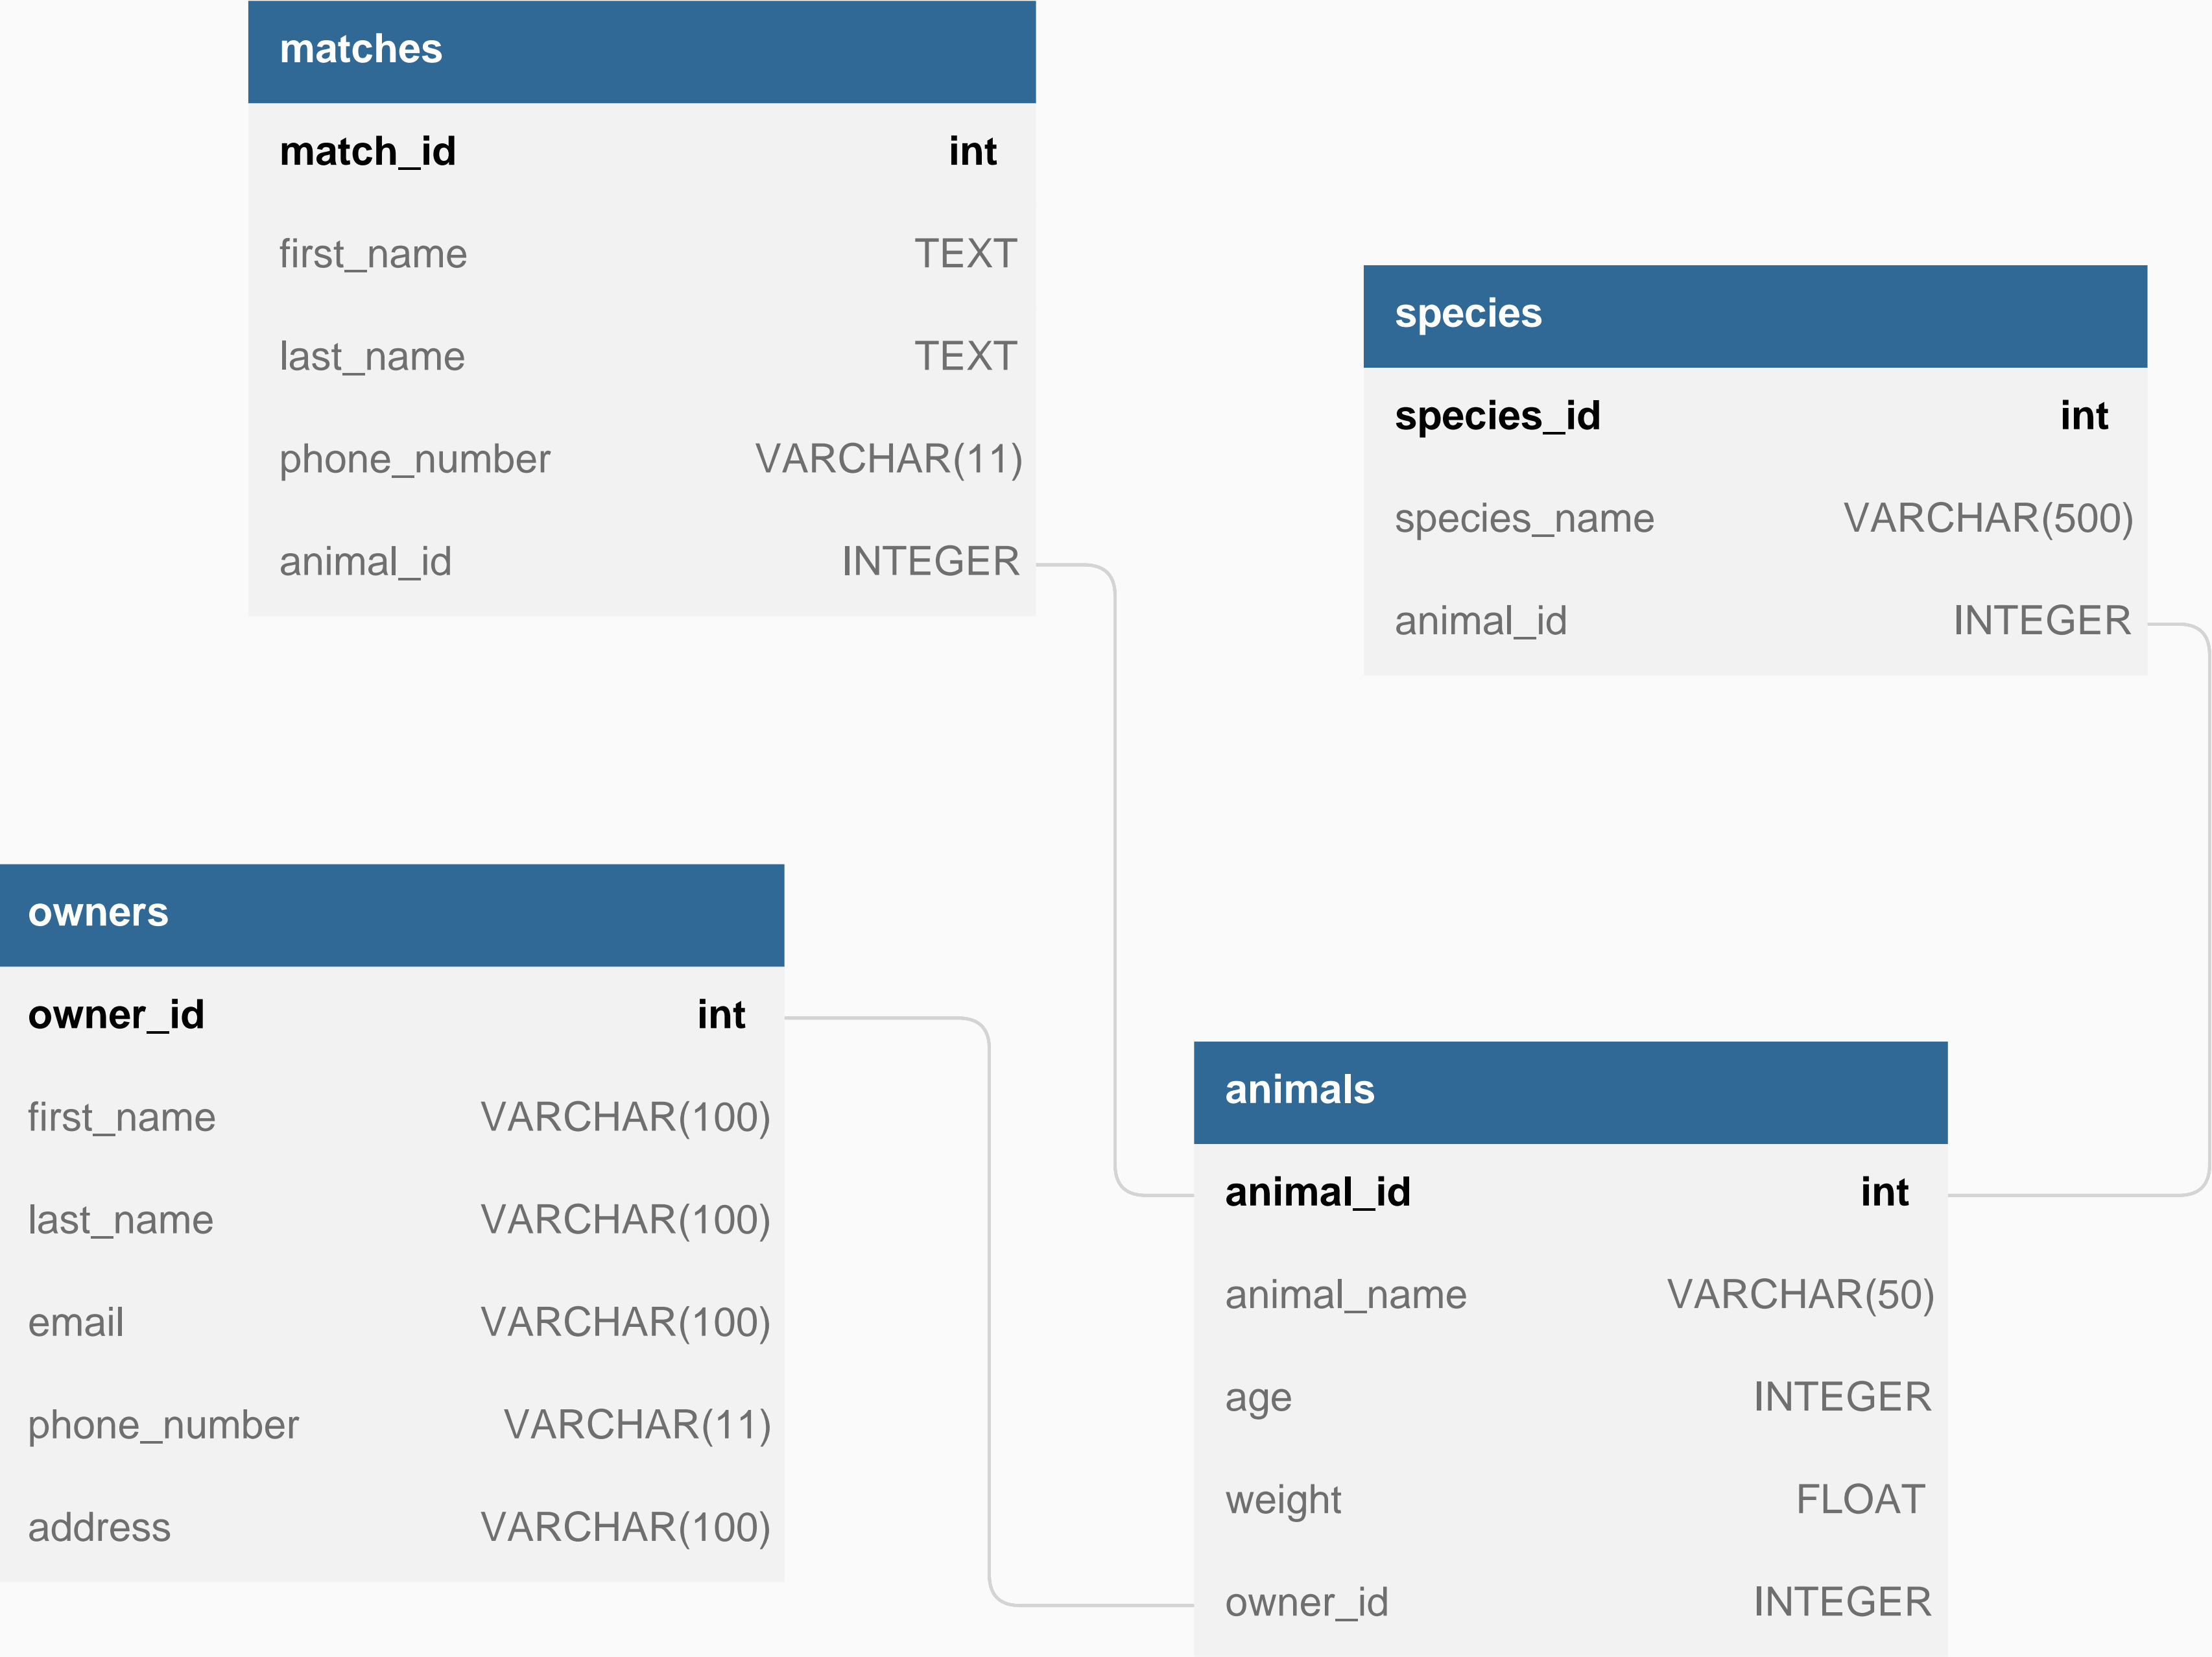 matches
match_id int
first_name TEXT
last_name TEXT
phone_number VARCHAR(11)
animal_id INTEGER
species
species_id int
species_name VARCHAR(500)
animal_id INTEGER
owners
owner_id int
first_name VARCHAR(100)
last_name VARCHAR(100)
email VARCHAR(100)
phone_number VARCHAR(11)
address VARCHAR(100)
animals
animal_id int
animal_name VARCHAR(50)
age INTEGER
weight FLOAT
owner_id INTEGER